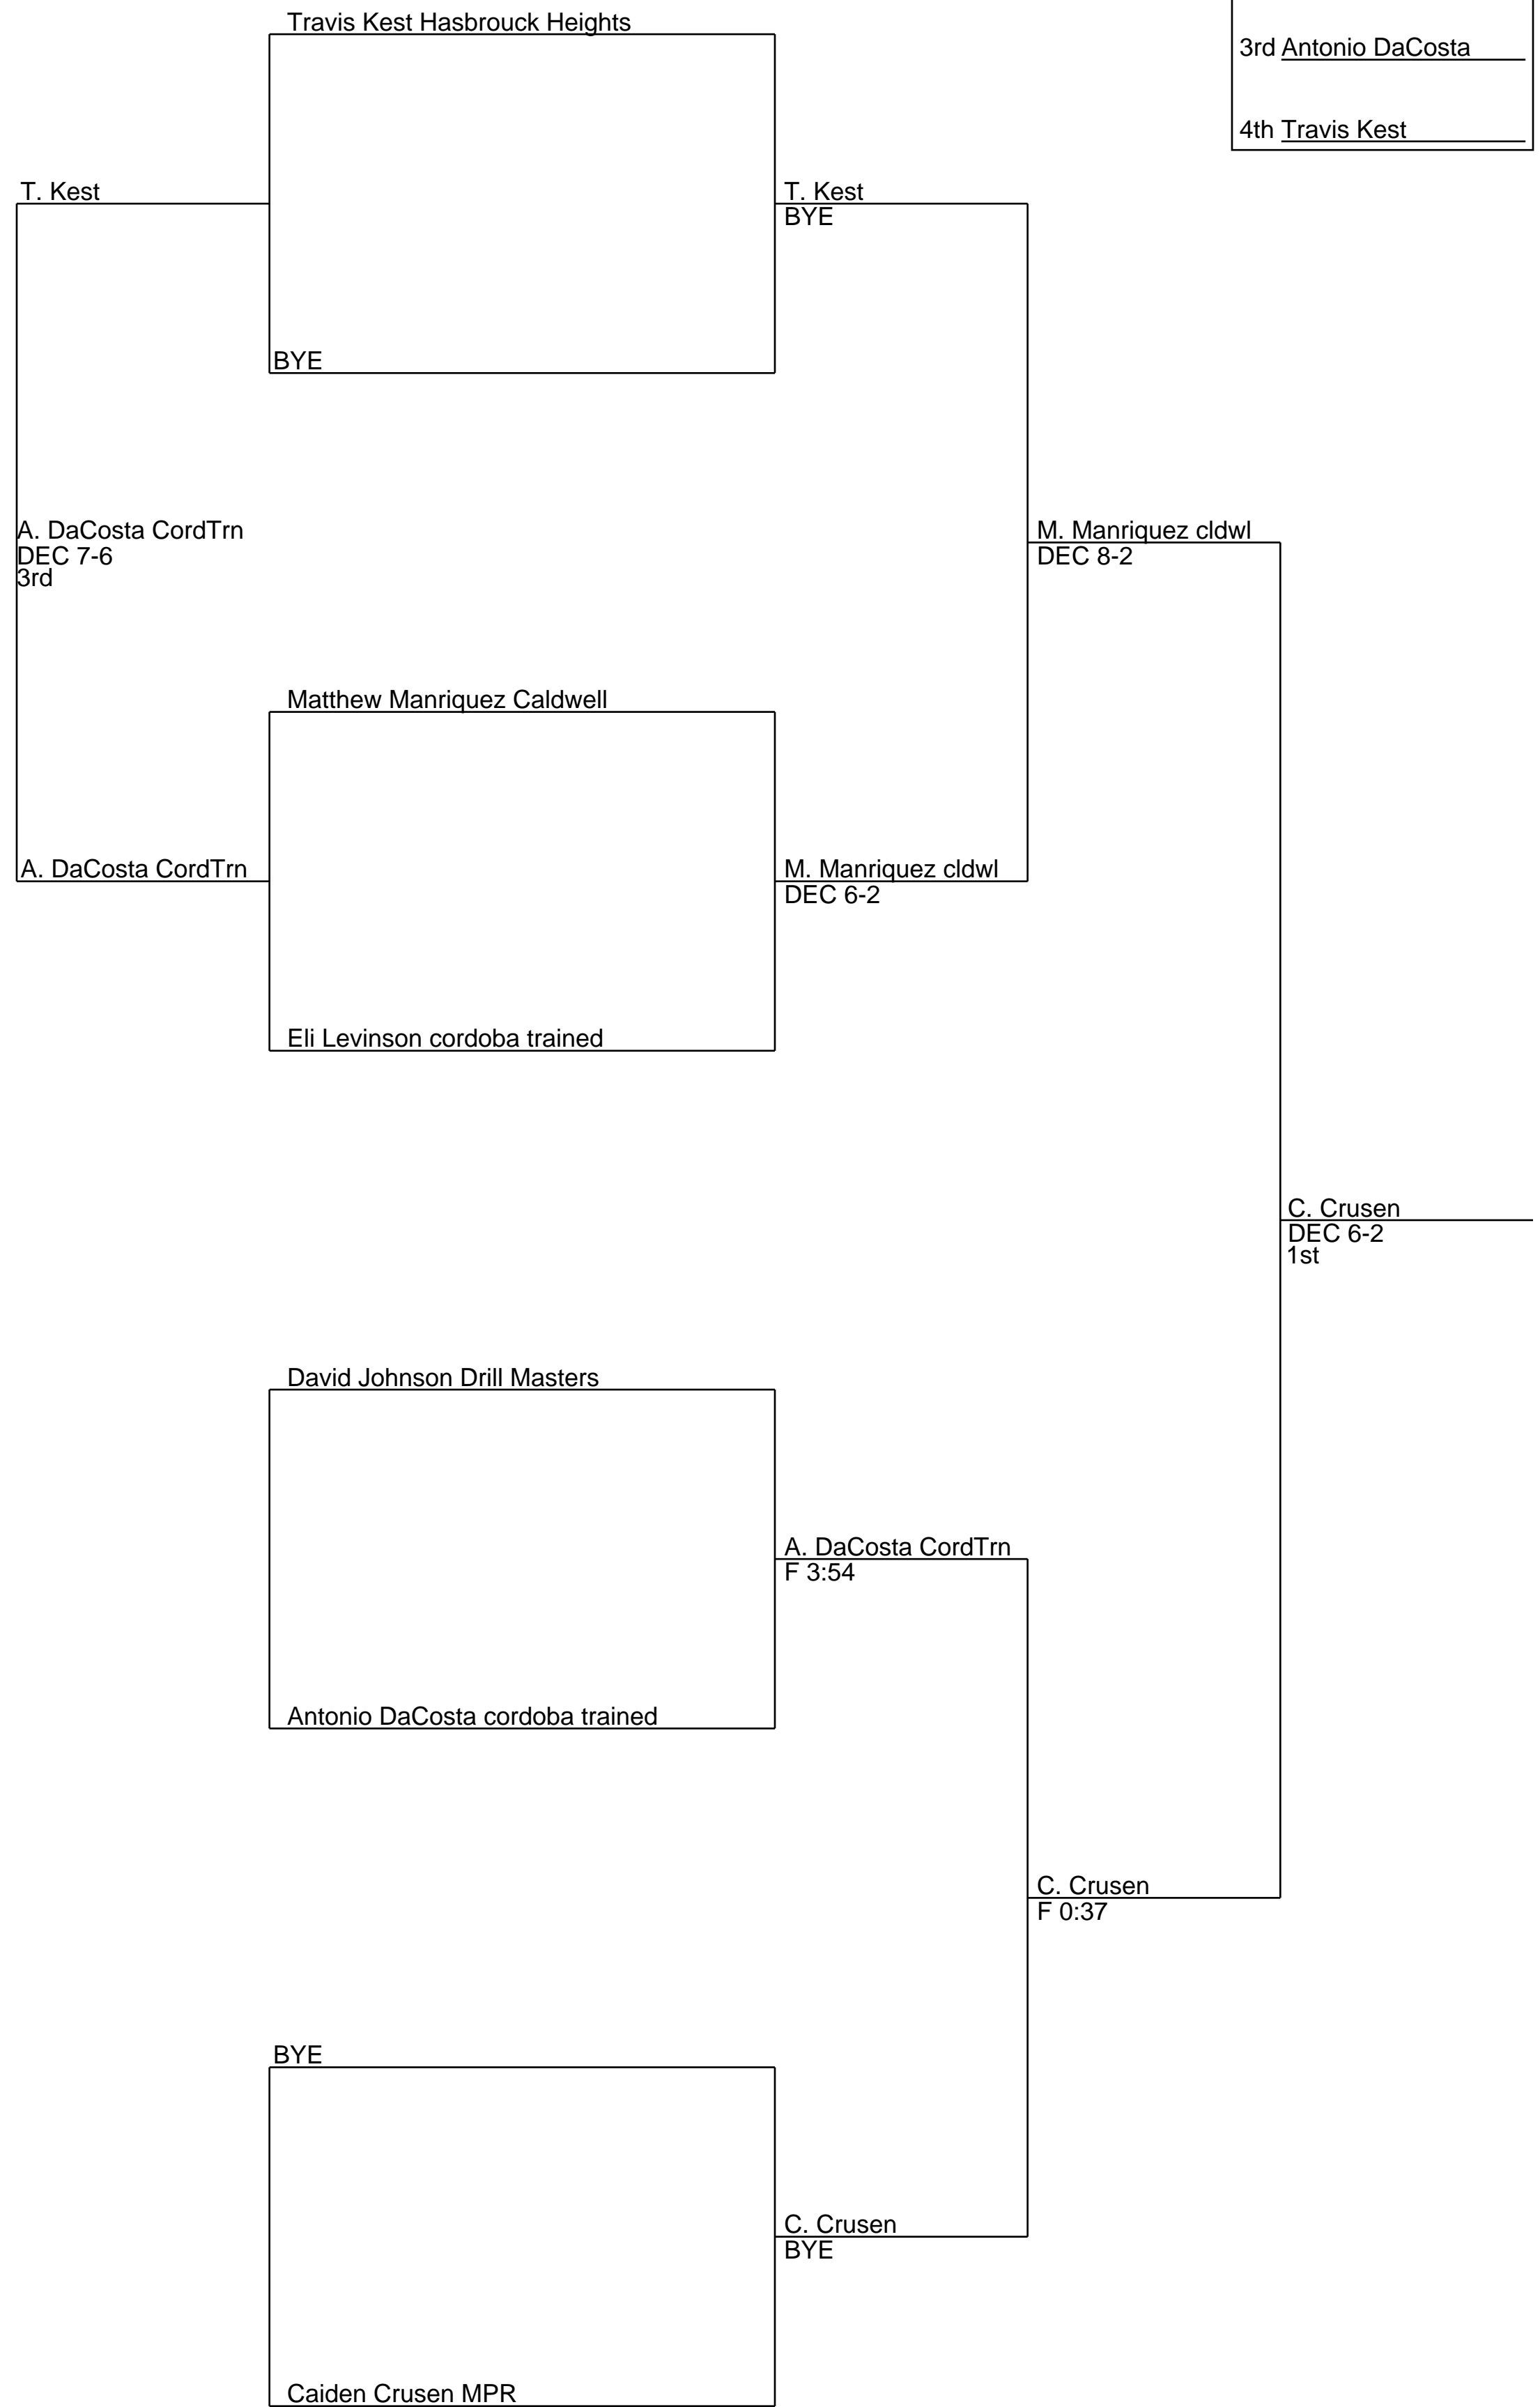 Travis Kest Hasbrouck Heights
3rd Antonio DaCosta
4th Travis Kest
T. Kest
T. Kest
BYE
BYE
A. DaCosta CordTrn
DEC 7-6
3rd
M. Manriquez cldwl
DEC 8-2
Matthew Manriquez Caldwell
A. DaCosta CordTrn
M. Manriquez cldwl
DEC 6-2
Eli Levinson cordoba trained
C. Crusen
DEC 6-2
1st
David Johnson Drill Masters
A. DaCosta CordTrn
F 3:54
Antonio DaCosta cordoba trained
C. Crusen
F 0:37
BYE
C. Crusen
BYE
Caiden Crusen MPR